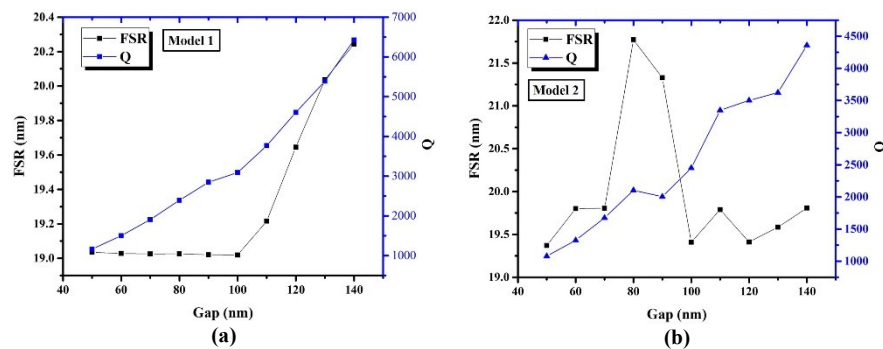 20.4
20.2
20.0
19.8
19.6
19.4
19.2
19.0
FSR (nm)
FSR
Q
Model 1
7000
6000
5000
4000
3000
2000
1000
Q
40 60 80 100 120 140
Gap (nm)
(a)
22.0
21.5
21.0
20.5
20.0
19.5
19.0
FSR (nm)
FSR
Q
Model 2
4500
4000
3500
3000
2500
2000
1500
1000
Q
40 60 80 100 120 140
Gap (nm)
(b)